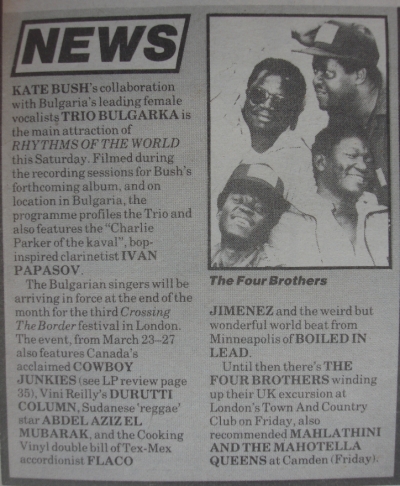 NEWS
KATE BUSH's collaboration
with Bulgaria's leading female
vocalists TRIO BULGARKA is
the main attraction of
RHYTHMS OF THE WORLD
this Saturday. Filmed during
the recording sessions for Bush's
forthcoming album, and on
location in Bulgaria, the
programme profiles the Trio and
also features the “Charlie
Parker of the kaval”, bop-
inspired clarinetist IVAN
PAPASOV.
The Bulgarian singers will be
arriving in force at the end of the
month for the third Crossing
The Border festival in London.
The event, from March 23–27
also features Canada's
acclaimed COWBOY
JUNKIES (see LP review page
35), Vini Reilly's DURUTTI
COLUMN, Sudanese ‘reggae’
star ABDEL AZIZ EL
MUBARAK, and the Cooking
Vinyl double bill of Tex-Mex
accordionist FLACO
The Four Brothers
JIMENEZ and the weird but
wonderful world beat from
Minneapolis of BOILED IN
LEAD.
Until then there's THE
FOUR BROTHERS winding
up their UK excursion at
London's Town And Country
Club on Friday, also
recommended MAHLATHINI
AND THE MAHOTELLA
QUEENS at Camden (Friday).